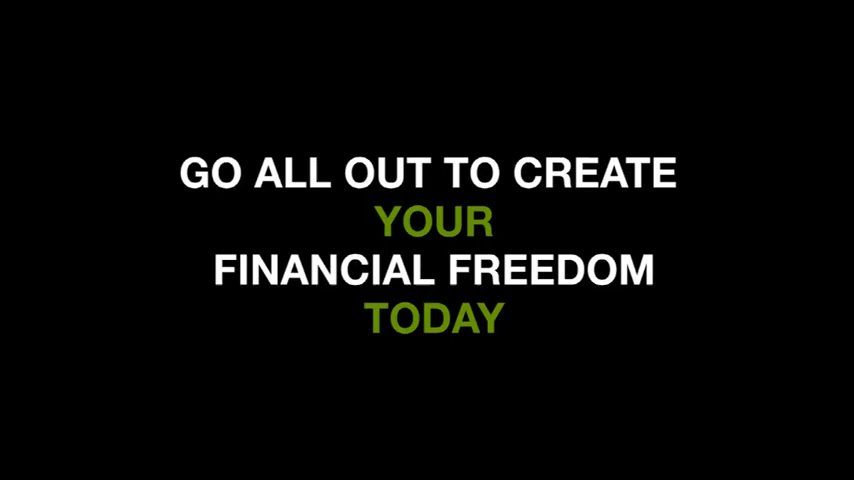 GO ALL OUT TO CREATE
YOUR
FINANCIAL FREEDOM
TODAY